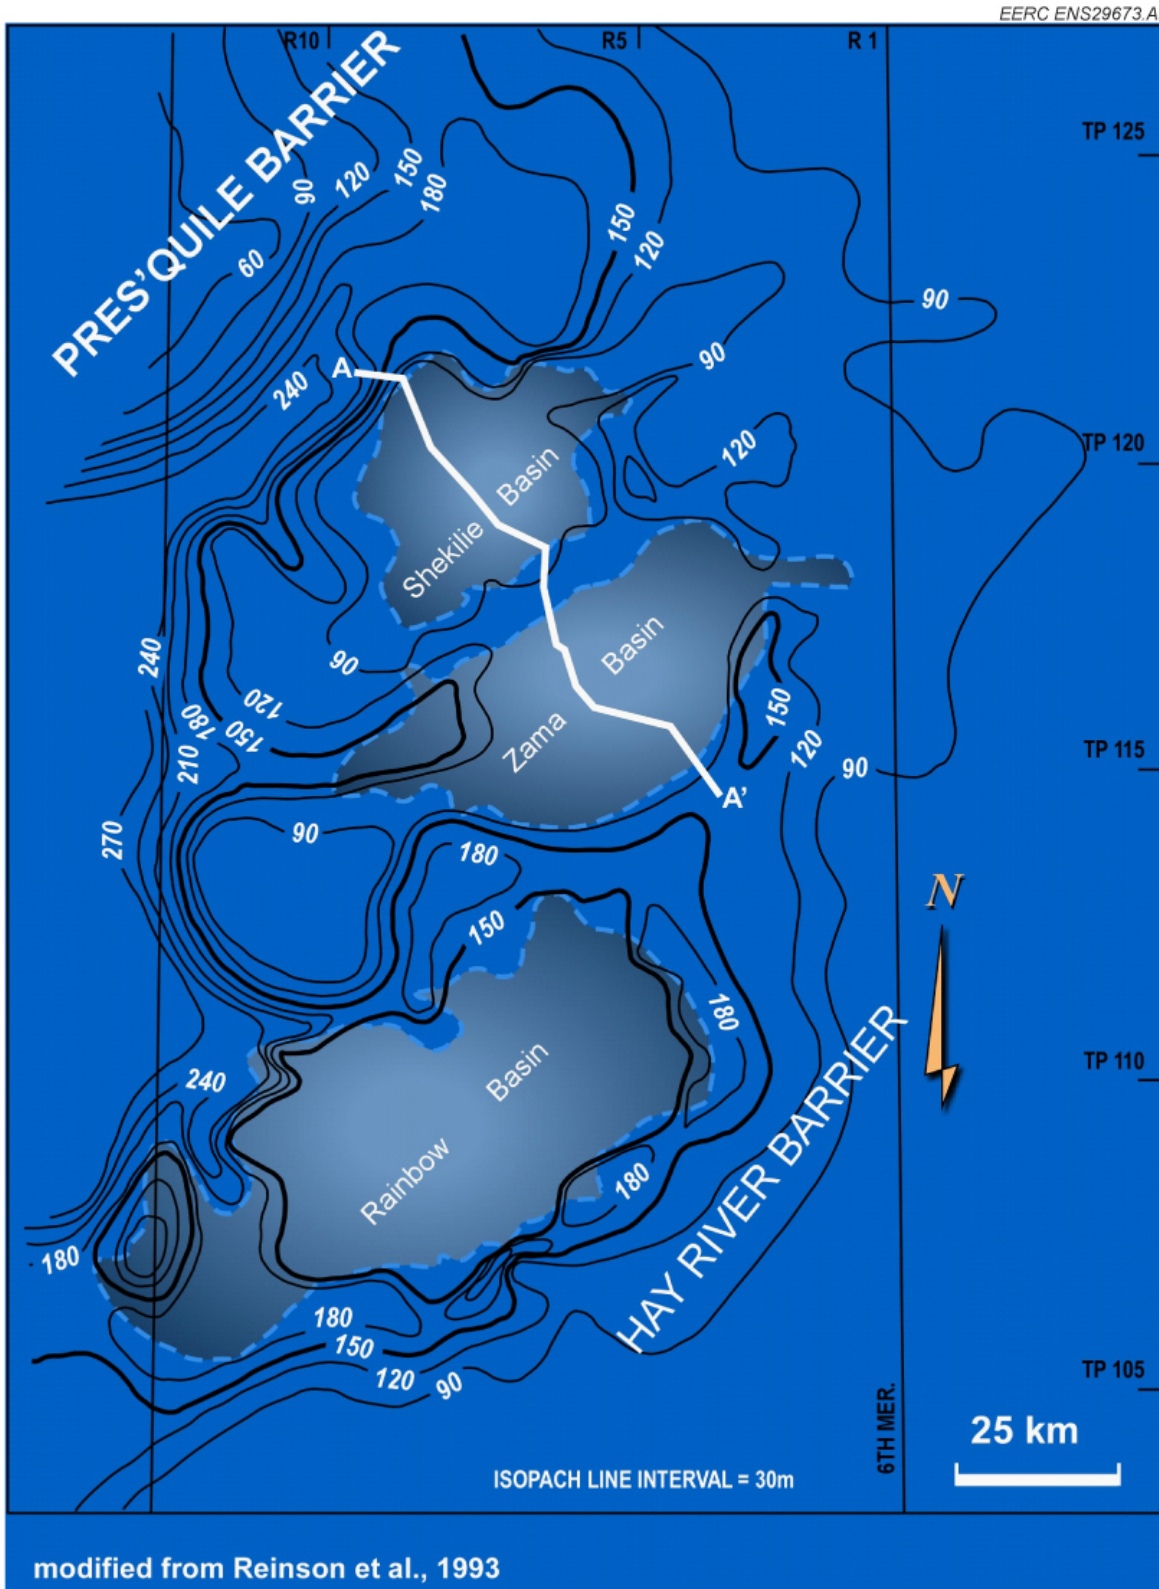 EERC ENS29673.A
R10
R5
R 1
PRES'QUILE BARRIER
TP 125
90
120
150
180
150
120
60
90
240
A
90
120
TP 120
Shekilie Basin
240
90
Zama Basin
120
150
180
210
150
120
90
TP 115
A'
270
90
180
150
N
180
240
TP 110
Rainbow Basin
HAY RIVER BARRIER
180
180
180
150
120
90
TP 105
6TH MER.
25 km
ISOPACH LINE INTERVAL = 30m
modified from Reinson et al., 1993